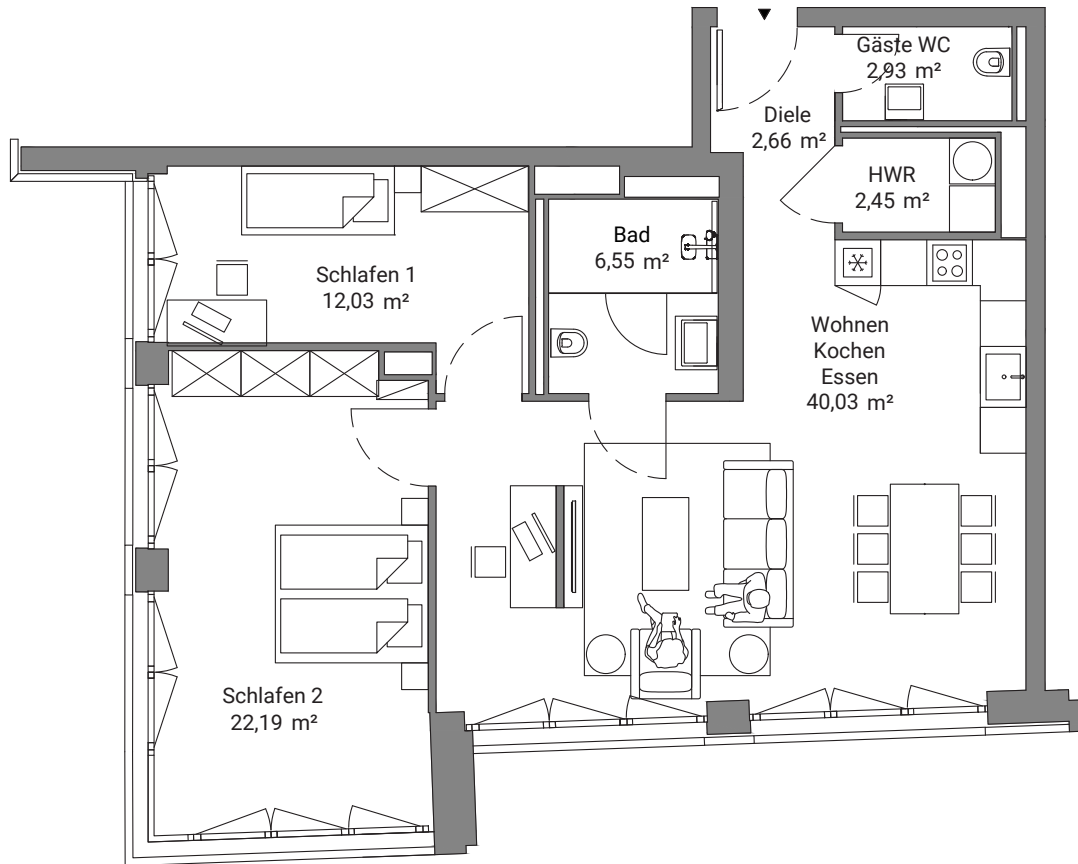 Gäste WC
2,93 m²
Diele
2,66 m²
HWR
2,45 m²
Bad
6,55 m²
Schlafen 1
12,03 m²
Wohnen
Kochen
Essen
40,03 m²
Schlafen 2
22,19 m²